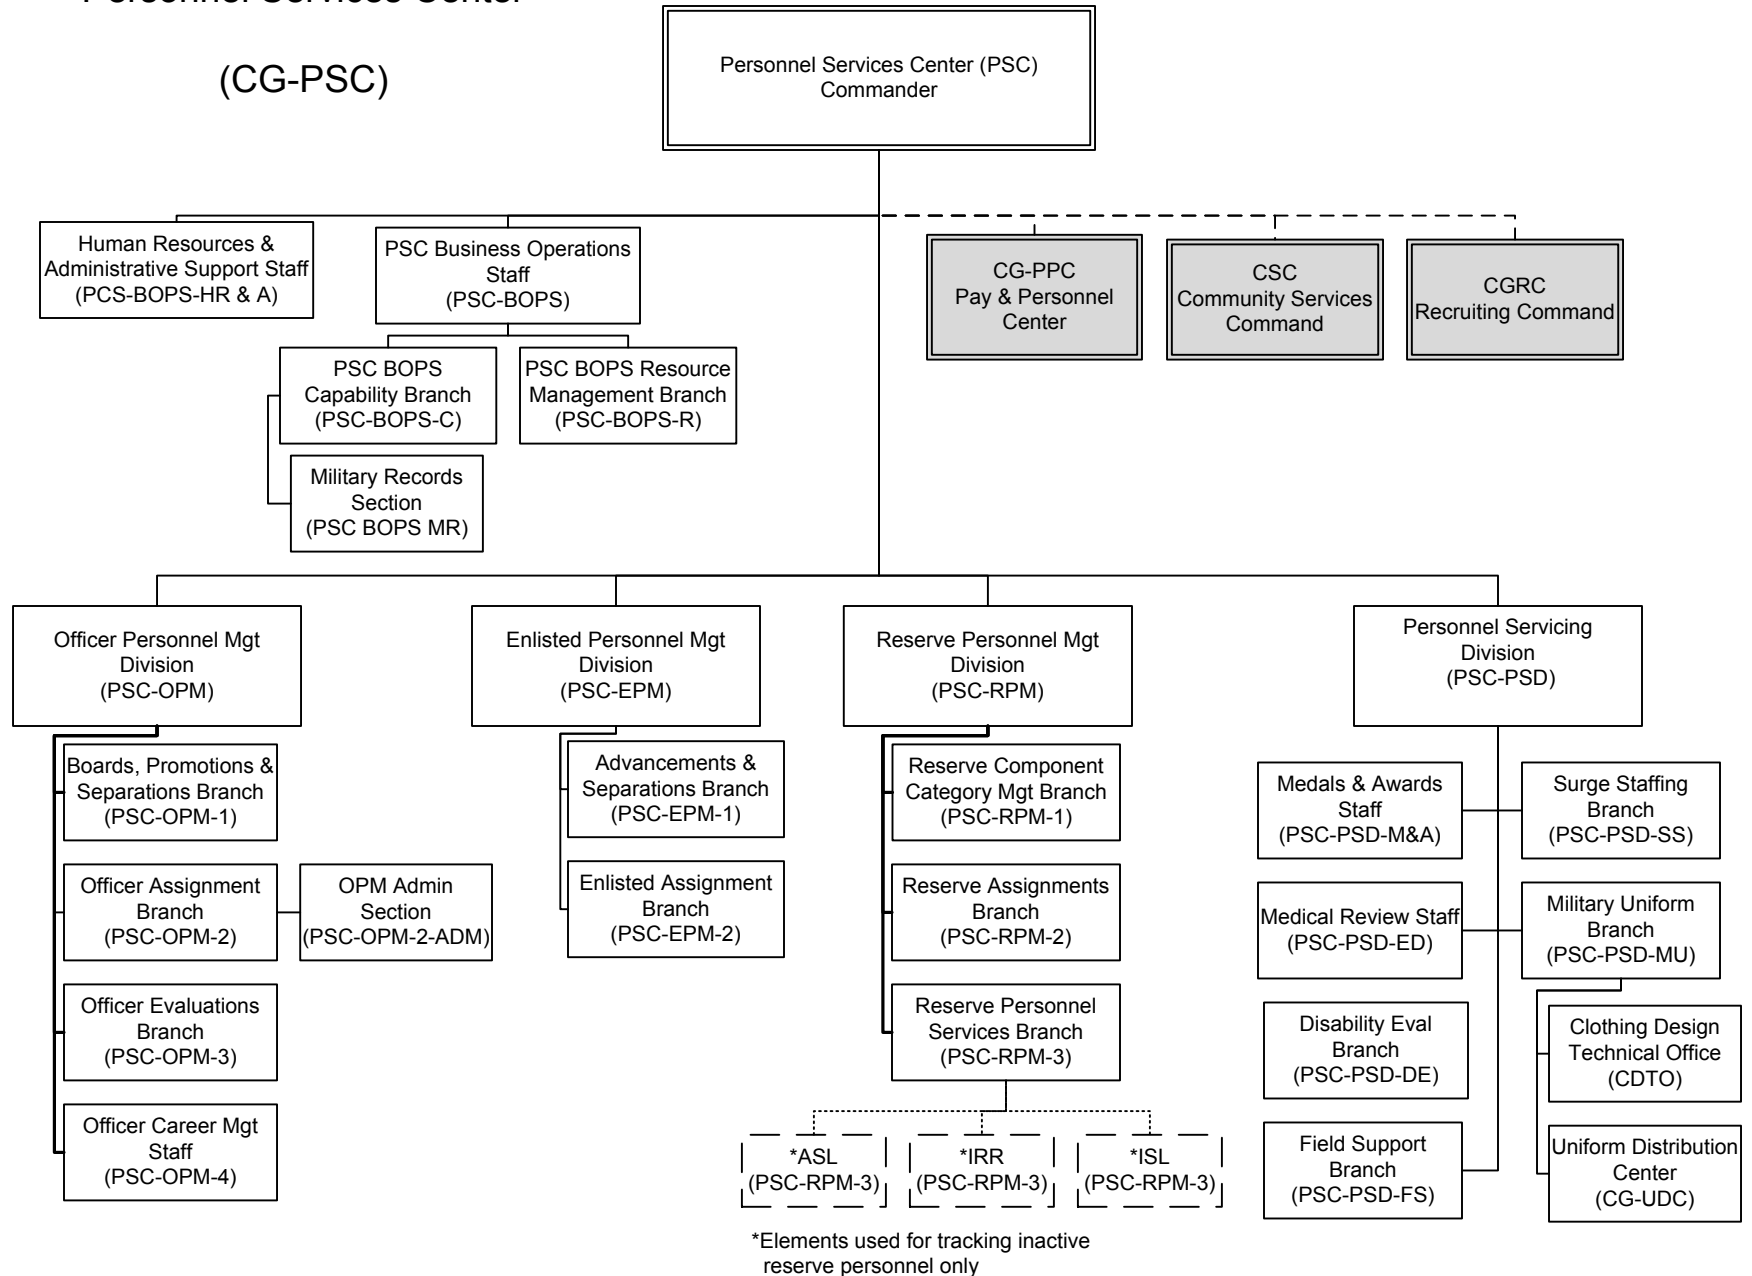 Personnel Services Center
(CG-PSC)
Personnel Services Center (PSC)
Commander
Human Resources &
Administrative Support Staff
(PCS-BOPS-HR & A)
PSC Business Operations
Staff
(PSC-BOPS)
CG-PPC
Pay & Personnel
Center
CSC
Community Services
Command
CGRC
Recruiting Command
PSC BOPS
Capability Branch
(PSC-BOPS-C)
PSC BOPS Resource
Management Branch
(PSC-BOPS-R)
Military Records
Section
(PSC BOPS MR)
Officer Personnel Mgt
Division
(PSC-OPM)
Enlisted Personnel Mgt
Division
(PSC-EPM)
Reserve Personnel Mgt
Division
(PSC-RPM)
Personnel Servicing
Division
(PSC-PSD)
Boards, Promotions &
Separations Branch
(PSC-OPM-1)
Officer Assignment
Branch
(PSC-OPM-2)
OPM Admin
Section
(PSC-OPM-2-ADM)
Officer Evaluations
Branch
(PSC-OPM-3)
Officer Career Mgt
Staff
(PSC-OPM-4)
Advancements &
Separations Branch
(PSC-EPM-1)
Enlisted Assignment
Branch
(PSC-EPM-2)
Reserve Component
Category Mgt Branch
(PSC-RPM-1)
Reserve Assignments
Branch
(PSC-RPM-2)
Reserve Personnel
Services Branch
(PSC-RPM-3)
*ASL
(PSC-RPM-3)
*IRR
(PSC-RPM-3)
*ISL
(PSC-RPM-3)
*Elements used for tracking inactive
reserve personnel only
Medals & Awards
Staff
(PSC-PSD-M&A)
Surge Staffing
Branch
(PSC-PSD-SS)
Medical Review Staff
(PSC-PSD-ED)
Military Uniform
Branch
(PSC-PSD-MU)
Disability Eval
Branch
(PSC-PSD-DE)
Clothing Design
Technical Office
(CDTO)
Field Support
Branch
(PSC-PSD-FS)
Uniform Distribution
Center
(CG-UDC)